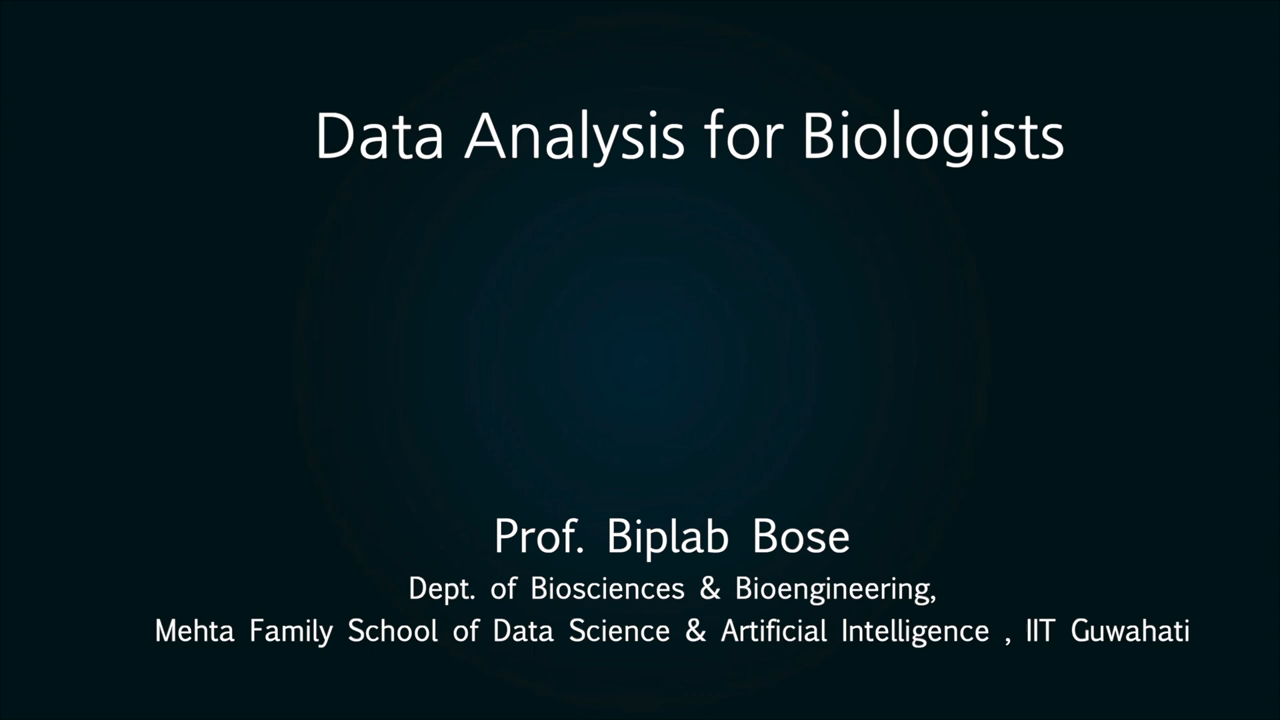 Data Analysis for Biologists
Prof. Biplab Bose
Dept. of Biosciences & Bioengineering,
Mehta Family School of Data Science & Artificial Intelligence , IIT Guwahati